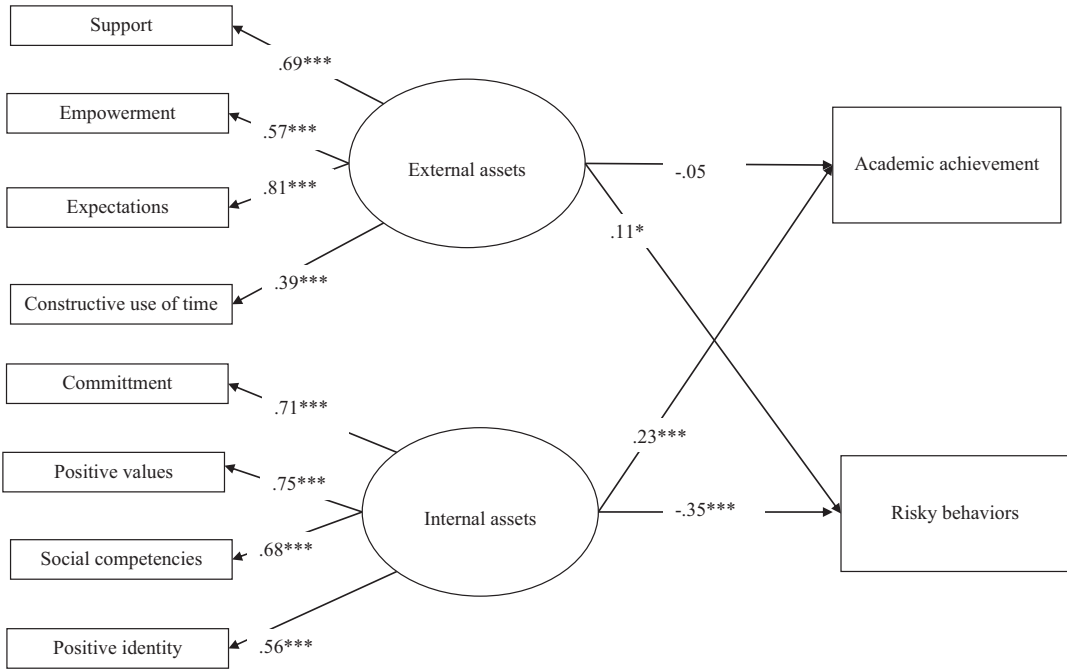 Support
.69***
Empowerment
.57***
External assets
-.05
Academic achievement
.81***
Expectations
.11*
.39***
Constructive use of time
Committment
.71***
.23***
Positive values
.75***
Internal assets
-.35***
Risky behaviors
.68***
Social competencies
.56***
Positive identity